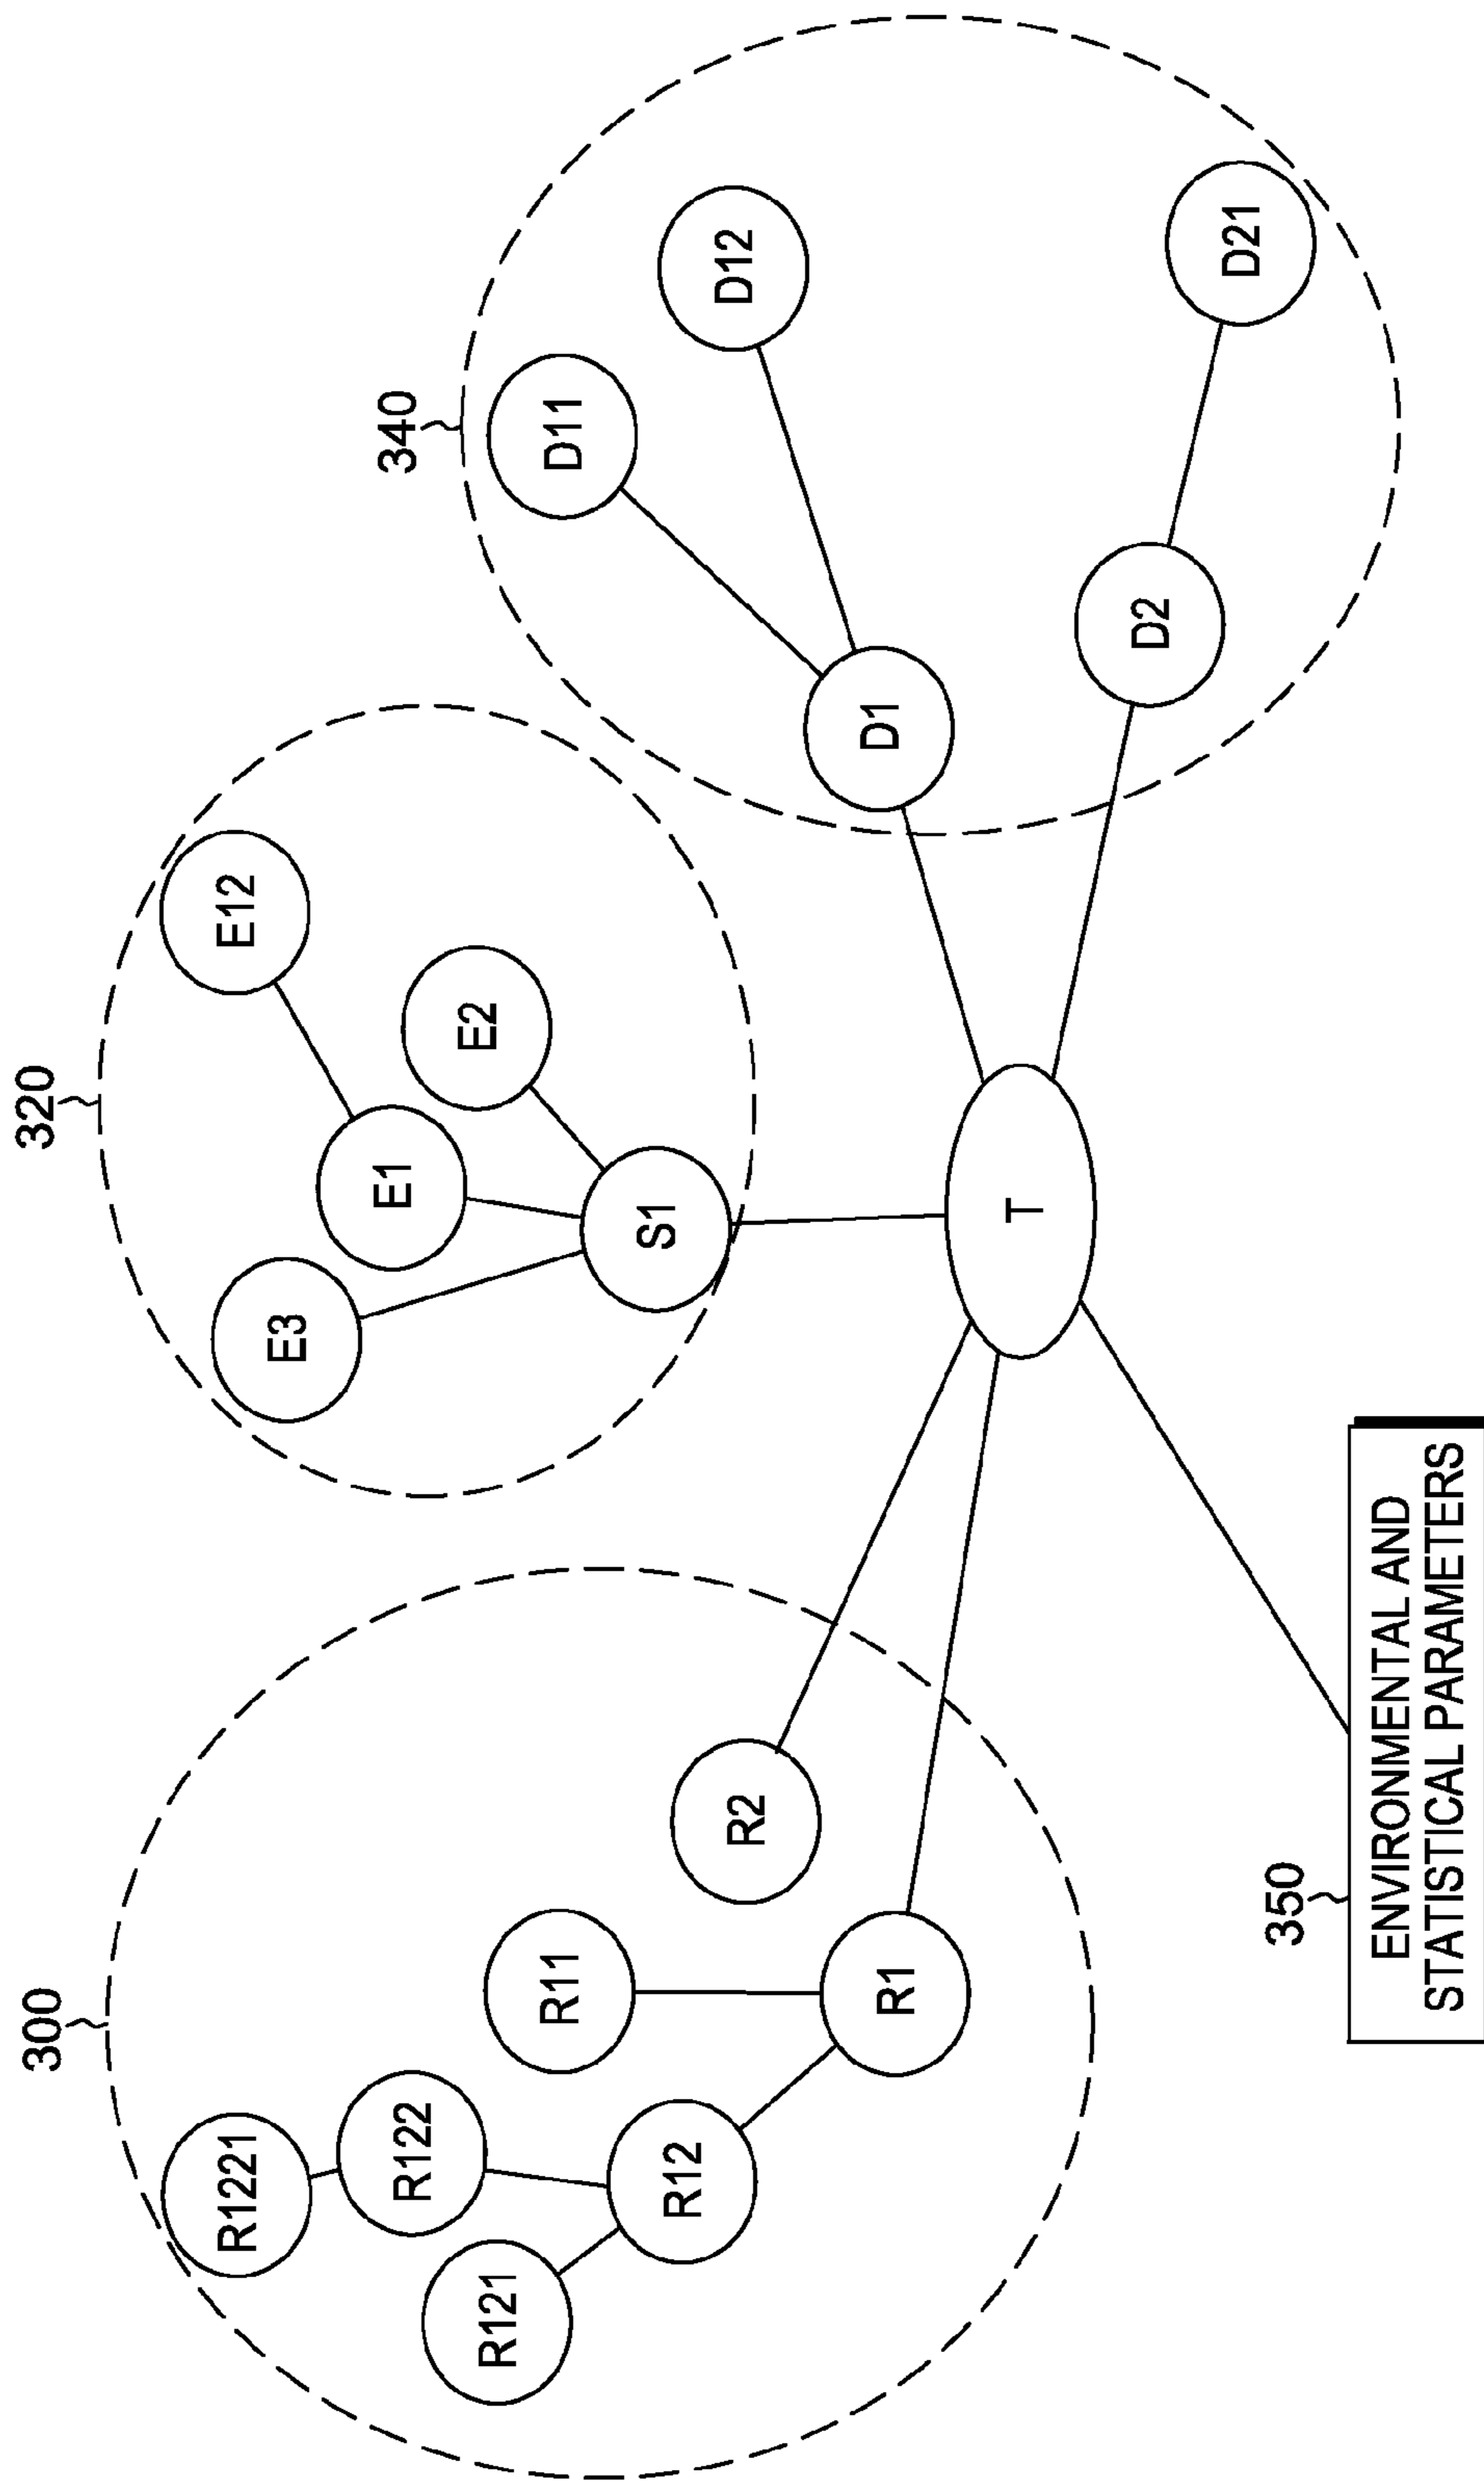 300
320
340
R1221
R122
R121
R12
R11
R2
R1
E3
E1
E12
E2
S1
D11
D12
D1
D2
D21
T
350
ENVIRONMENTAL AND
STATISTICAL PARAMETERS